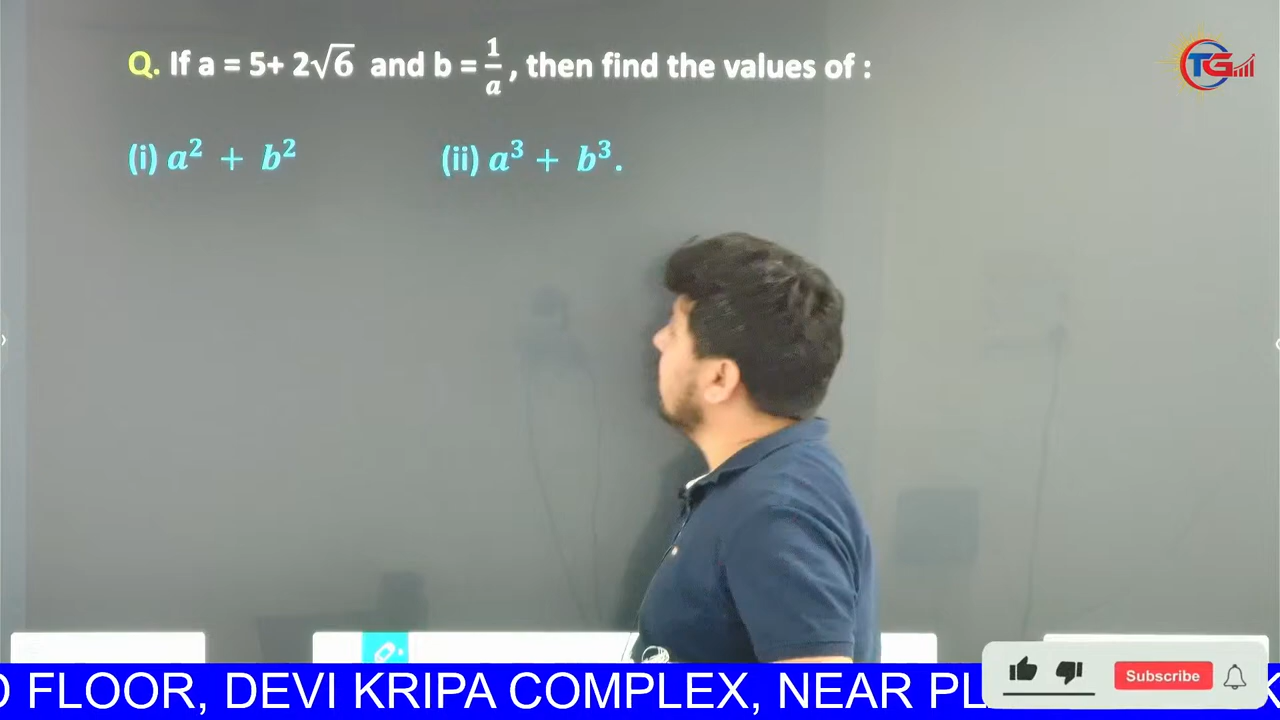 Q. If a = 5+ 2√6 and b = 1/a , then find the values of :
TG
(i) a² + b²
(ii) a³ + b³.
FLOOR, DEVI KRIPA COMPLEX, NEAR
Subscribe